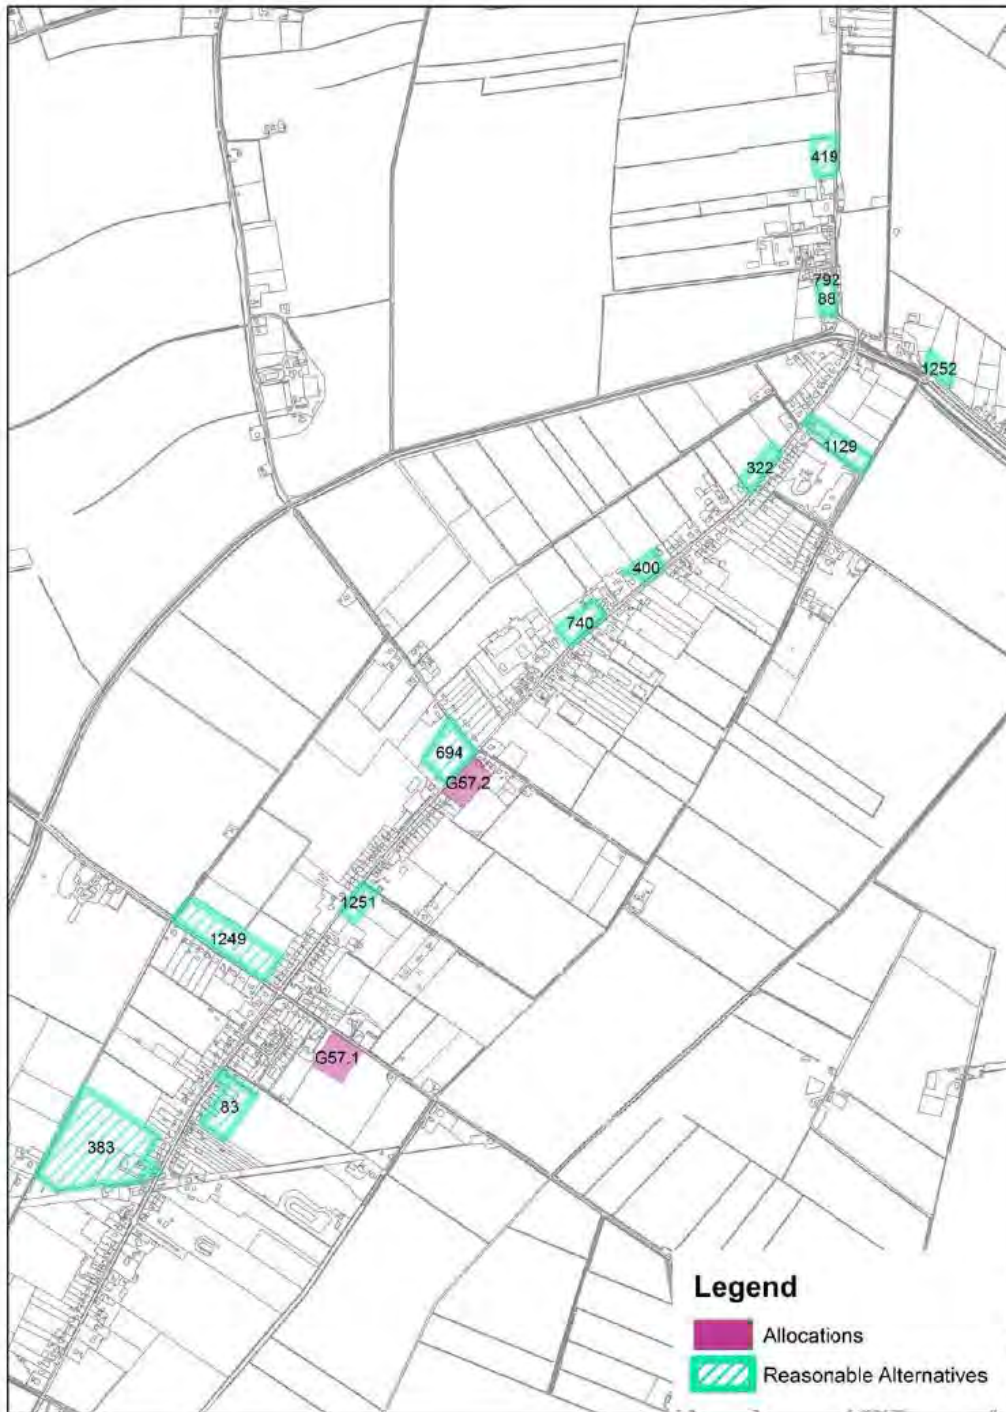 419
792
88
1252
1129
322
400
740
694
G57.2
1251
1249
G57.1
83
383
Legend
Allocations
Reasonable Alternatives